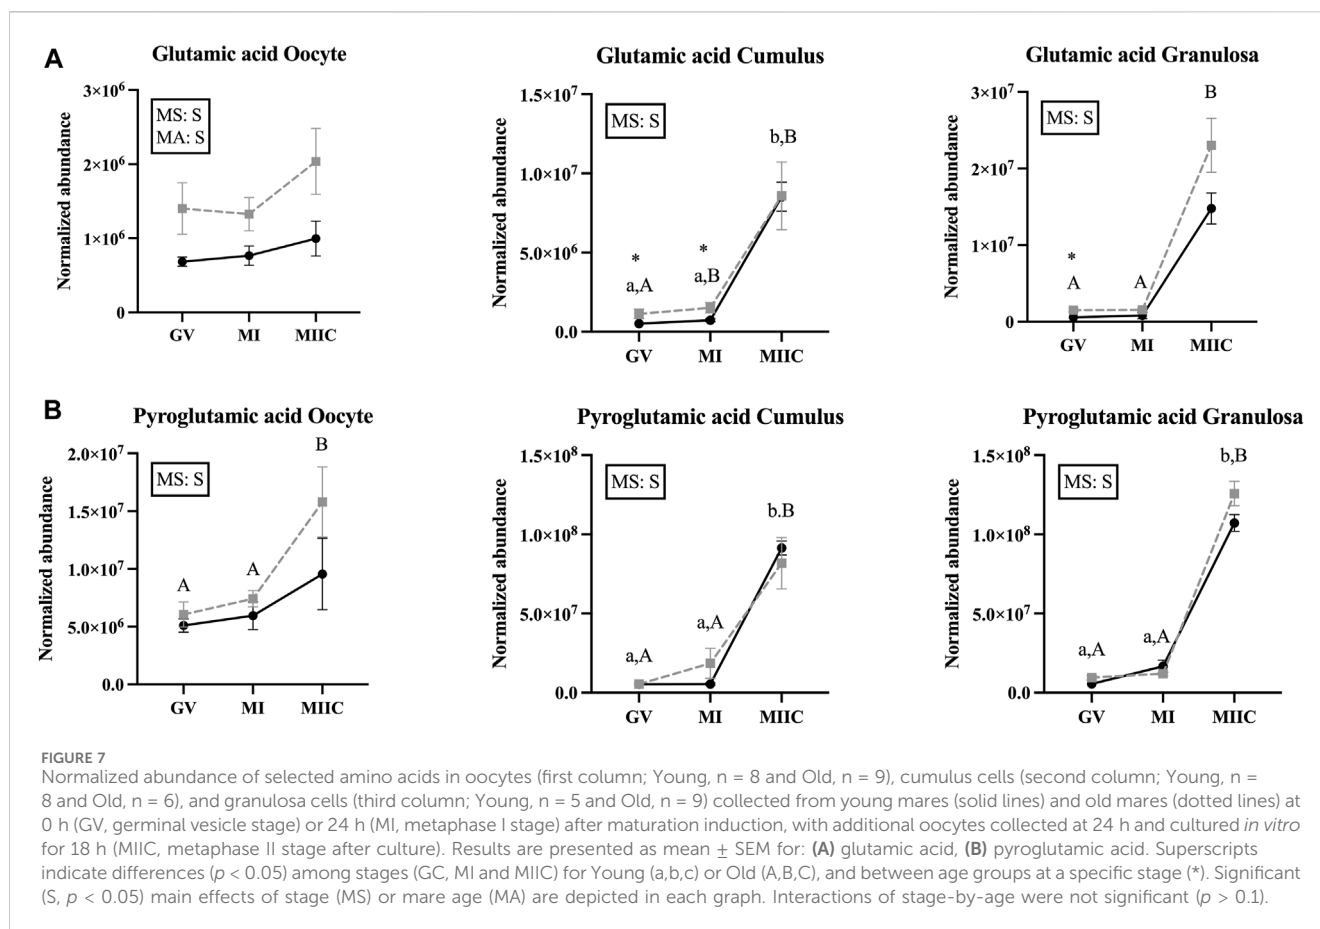 A
Glutamic acid Oocyte
Normalized abundance
3×10⁶
2×10⁶
1×10⁶
0
MS: S
MA: S
GV MI MIIC
Glutamic acid Cumulus
Normalized abundance
1.5×10⁷
1.0×10⁷
5.0×10⁶
0.0
MS: S
b,B
* *
a,A a,B
GV MI MIIC
Glutamic acid Granulosa
Normalized abundance
3×10⁷
2×10⁷
1×10⁷
0
MS: S
B
*
A A
GV MI MIIC
B
Pyroglutamic acid Oocyte
Normalized abundance
2.0×10⁷
1.5×10⁷
1.0×10⁷
5.0×10⁶
0.0
MS: S
B
A A
GV MI MIIC
Pyroglutamic acid Cumulus
Normalized abundance
1.5×10⁸
1.0×10⁸
5.0×10⁷
0.0
MS: S
b.B
a,A a,A
GV MI MIIC
Pyroglutamic acid Granulosa
Normalized abundance
1.5×10⁸
1.0×10⁸
5.0×10⁷
0.0
MS: S
b,B
a,A a,A
GV MI MIIC
FIGURE 7
Normalized abundance of selected amino acids in oocytes (first column; Young, n = 8 and Old, n = 9), cumulus cells (second column; Young, n =
8 and Old, n = 6), and granulosa cells (third column; Young, n = 5 and Old, n = 9) collected from young mares (solid lines) and old mares (dotted lines) at
0 h (GV, germinal vesicle stage) or 24 h (MI, metaphase I stage) after maturation induction, with additional oocytes collected at 24 h and cultured in vitro
for 18 h (MIIC, metaphase II stage after culture). Results are presented as mean ± SEM for: (A) glutamic acid, (B) pyroglutamic acid. Superscripts
indicate differences (p < 0.05) among stages (GC, MI and MIIC) for Young (a,b,c) or Old (A,B,C), and between age groups at a specific stage (*). Significant
(S, p < 0.05) main effects of stage (MS) or mare age (MA) are depicted in each graph. Interactions of stage-by-age were not significant (p > 0.1).